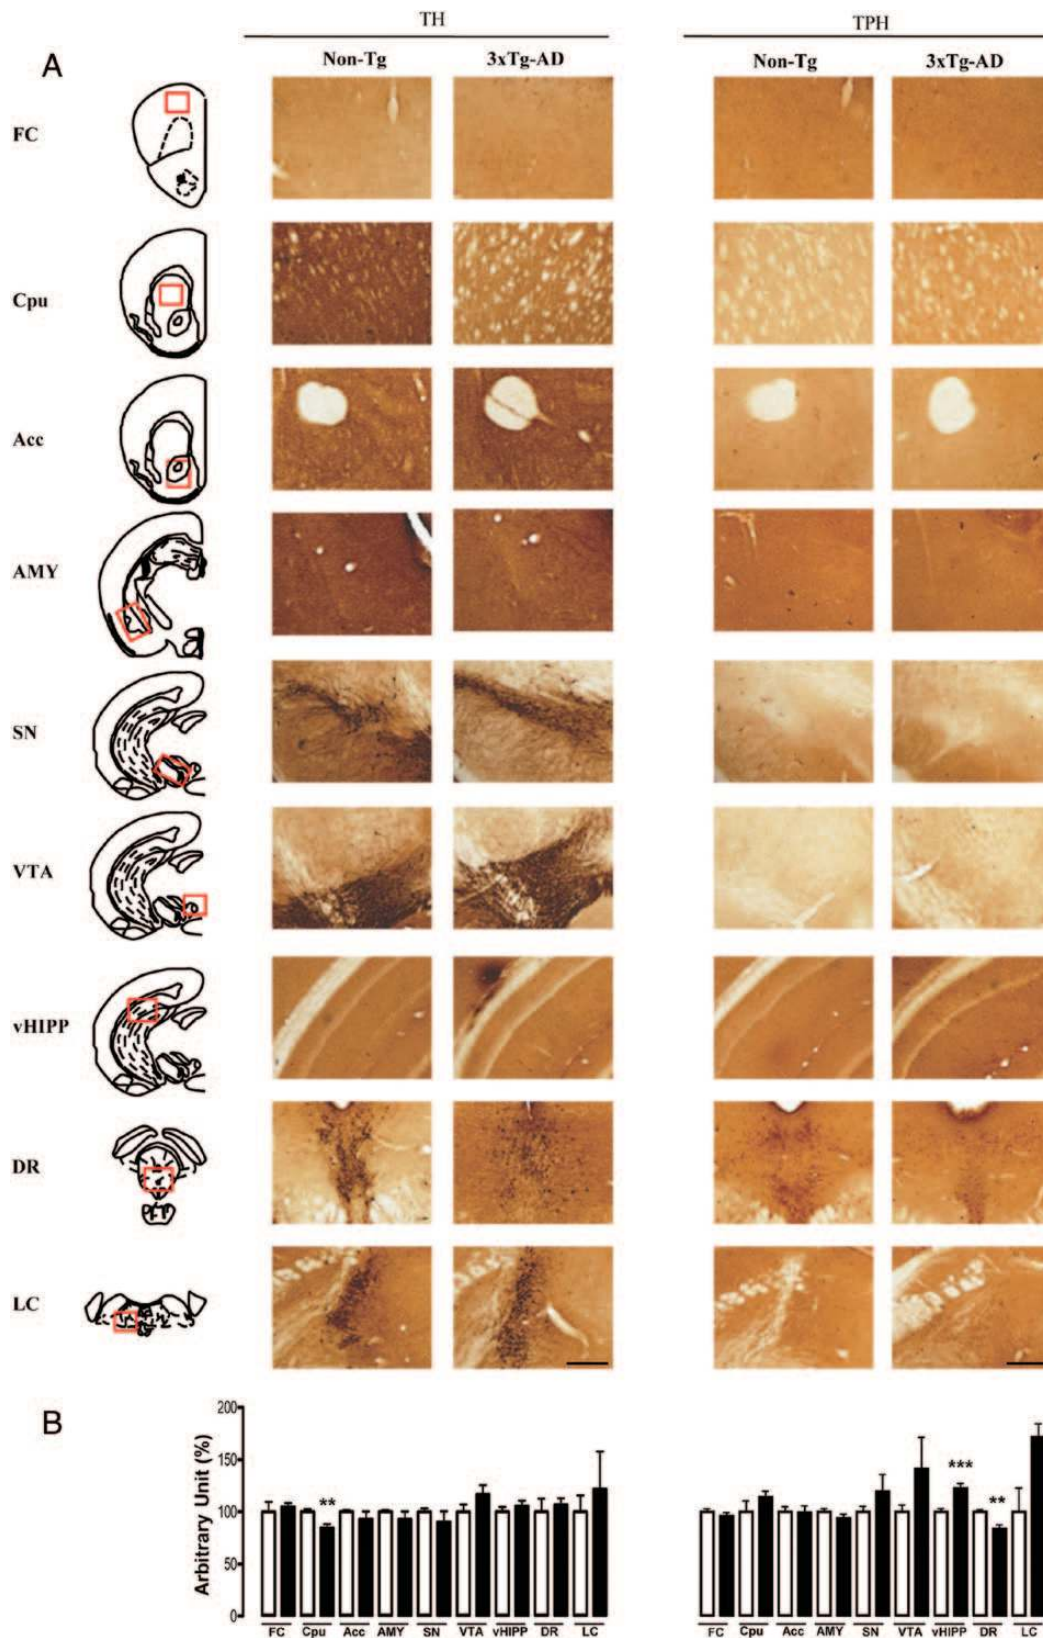 TH TPH
A Non-Tg 3xTg-AD Non-Tg 3xTg-AD
FC
Cpu
Acc
AMY
SN
VTA
vHIPP
DR
LC
B
Arbitrary Unit (%)
200
150
100
50
0
**
*** **
FC Cpu Acc AMY SN VTA vHIPP DR LC FC Cpu Acc AMY SN VTA vHIPP DR LC